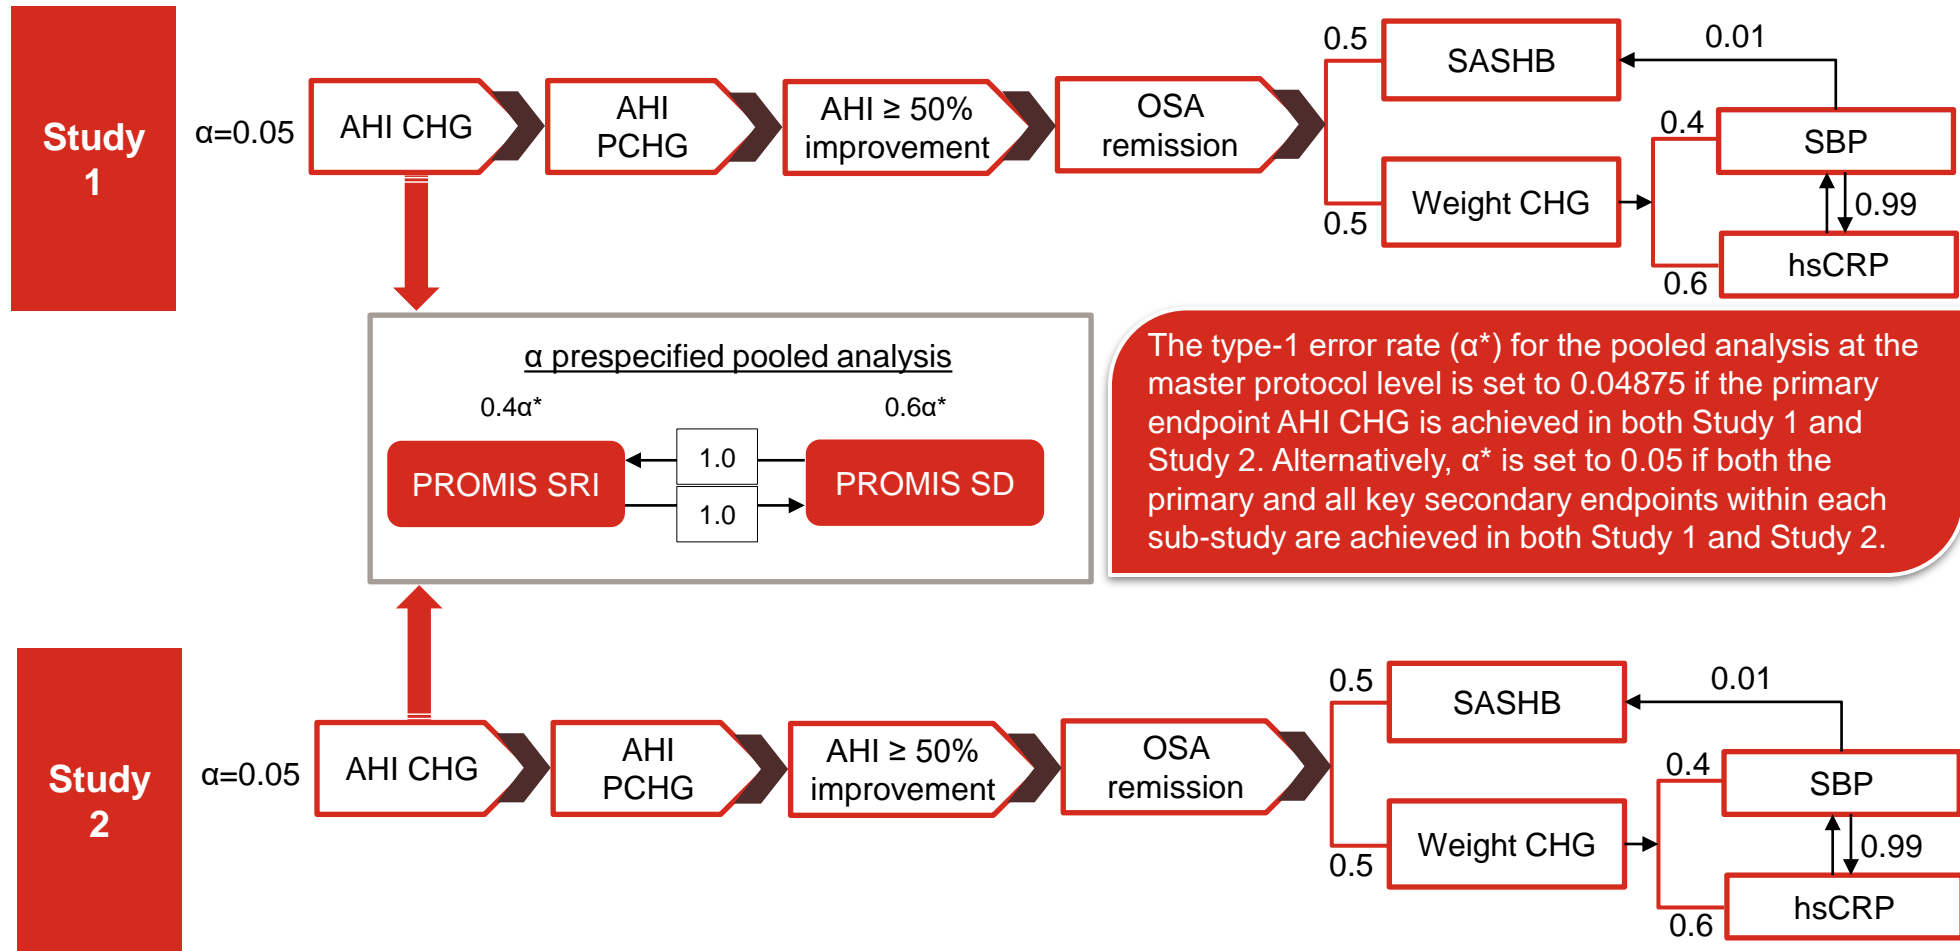 Study
1
α=0.05
AHI CHG
AHI
PCHG
AHI ≥ 50%
improvement
OSA
remission
0.5
SASHB
0.01
0.5
Weight CHG
0.4
SBP
0.99
0.6
hsCRP
α prespecified pooled analysis
0.4α*
0.6α*
PROMIS SRI
1.0
1.0
PROMIS SD
The type-1 error rate (α*) for the pooled analysis at the
master protocol level is set to 0.04875 if the primary
endpoint AHI CHG is achieved in both Study 1 and
Study 2. Alternatively, α* is set to 0.05 if both the
primary and all key secondary endpoints within each
sub-study are achieved in both Study 1 and Study 2.
Study
2
α=0.05
AHI CHG
AHI
PCHG
AHI ≥ 50%
improvement
OSA
remission
0.5
SASHB
0.01
0.5
Weight CHG
0.4
SBP
0.99
0.6
hsCRP